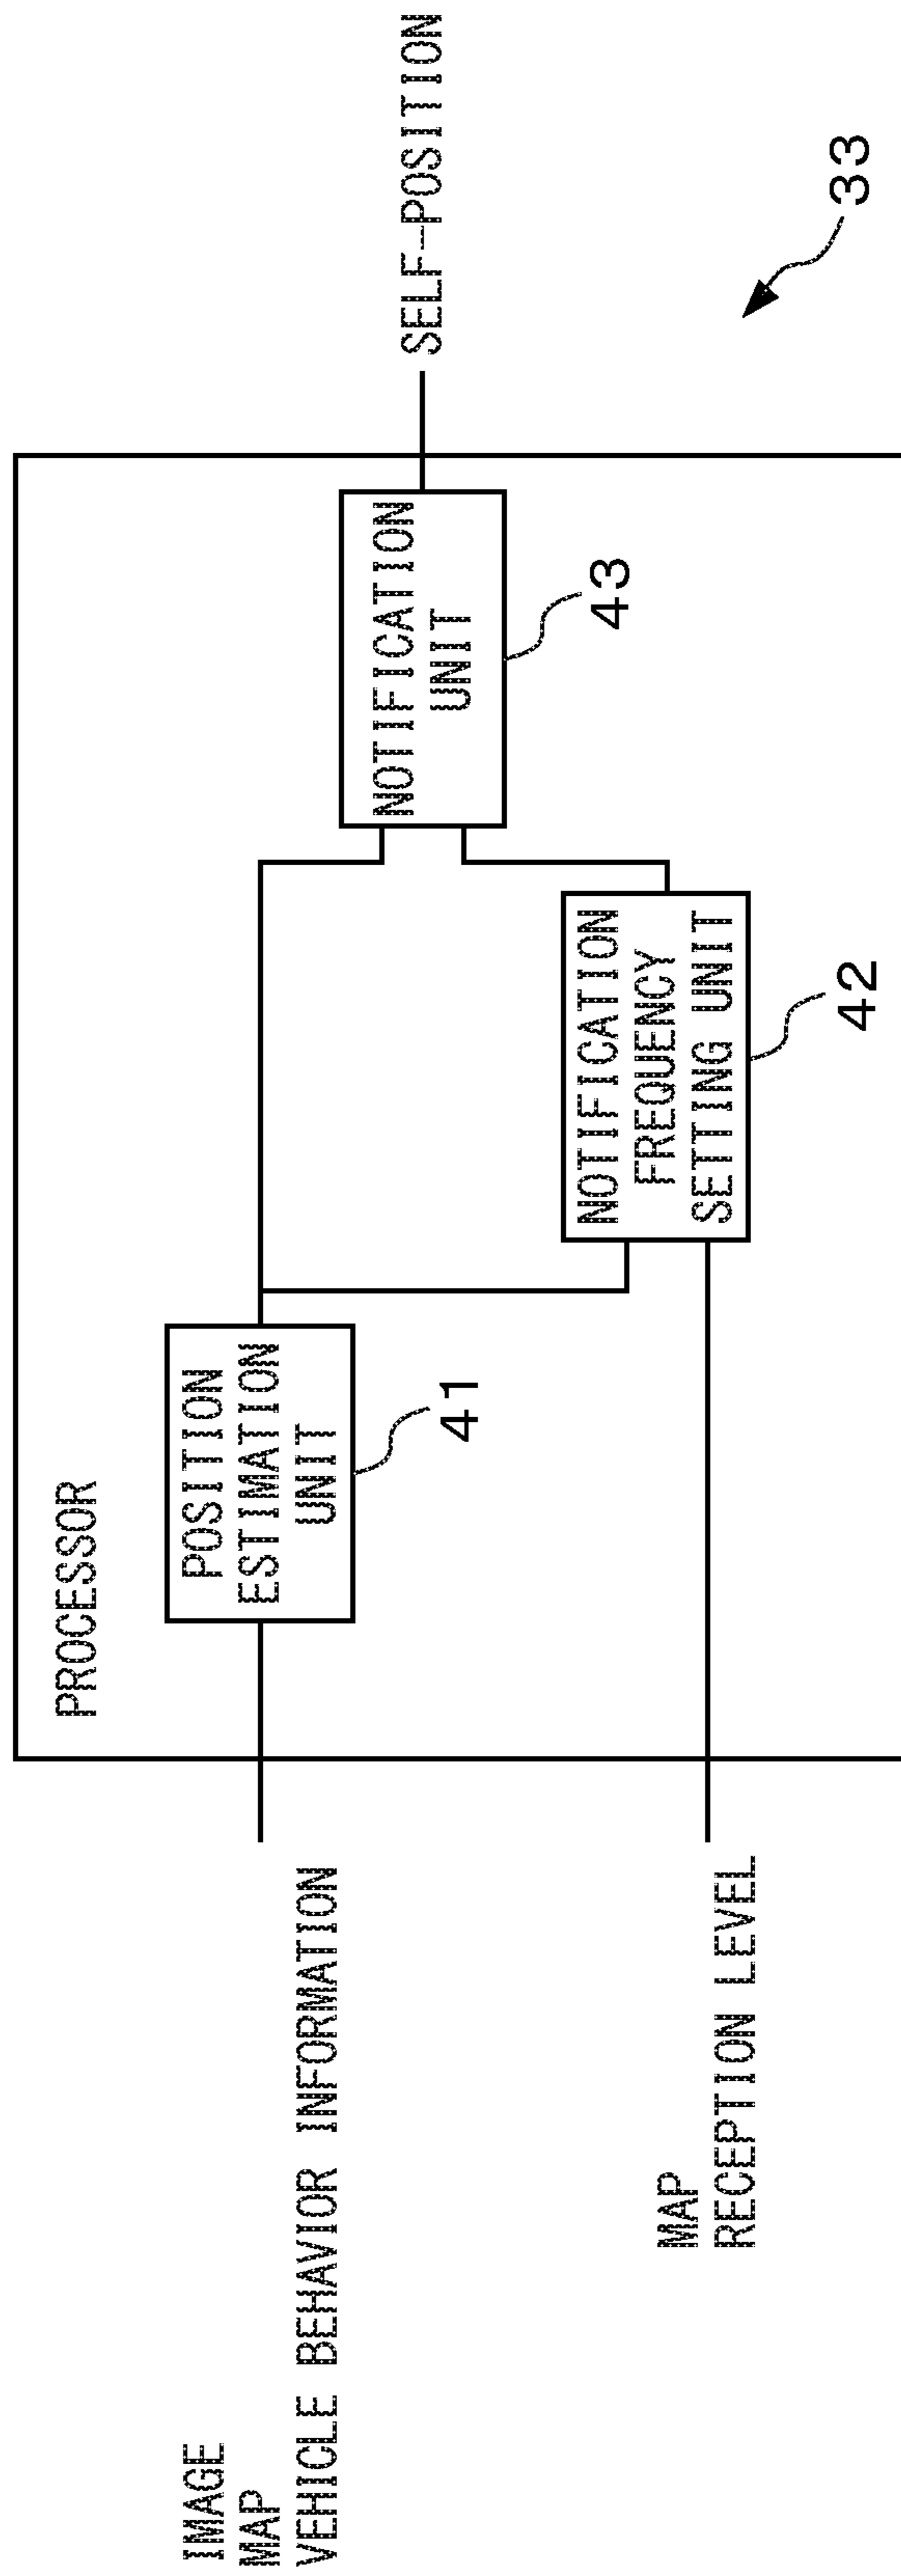 PROCESSOR
IMAGE
MAP
VEHICLE BEHAVIOR INFORMATION
POSITION
ESTIMATION
UNIT
41
NOTIFICATION
UNIT
43
SELF-POSITION
MAP
RECEPTION LEVEL
NOTIFICATION
FREQUENCY
SETTING UNIT
42
33